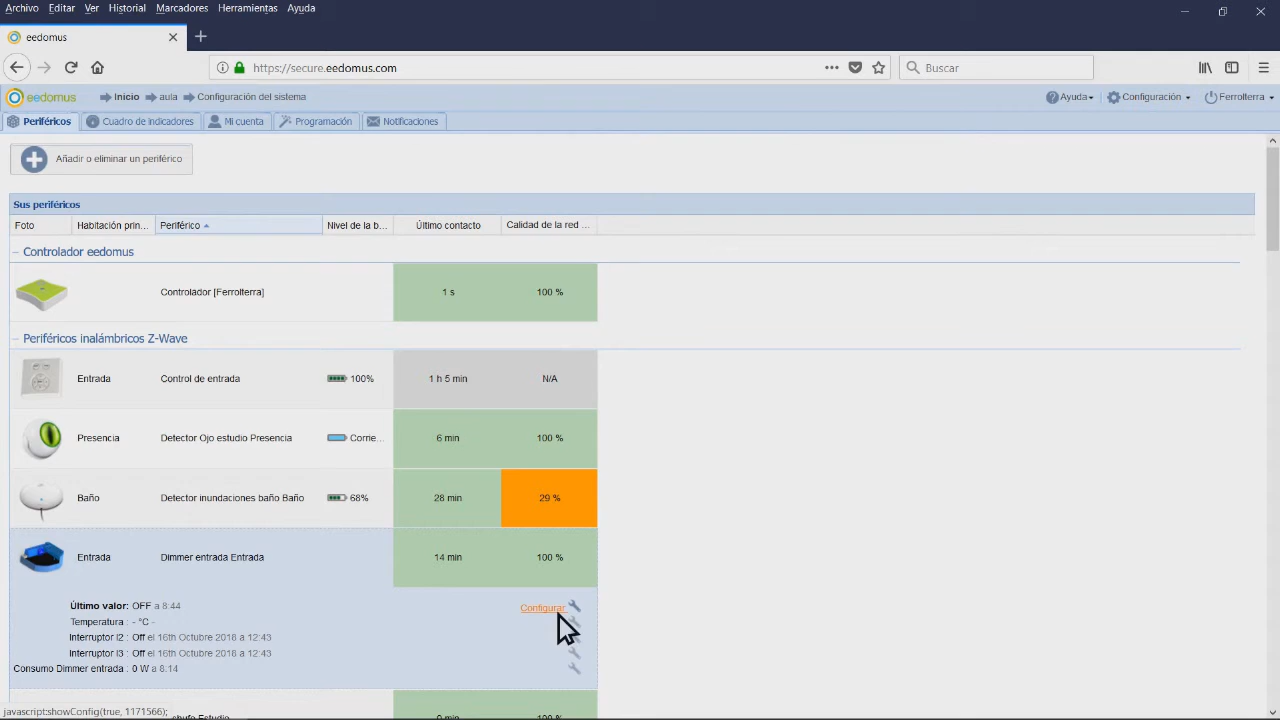 Archivo Editar Ver Historial Marcadores Herramientas Ayuda
eedomus
https://secure.eedomus.com
Buscar
eedomus Inicio aula Configuración del sistema Ayuda Configuración Ferrolterra
Periféricos Cuadro de indicadores Mi cuenta Programación Notificaciones
Añadir o eliminar un periférico
Sus periféricos
Foto Habitación prin... Periférico Nivel de la b... Último contacto Calidad de la red ...
Controlador eedomus
Controlador [Ferrolterra] 1 s 100 %
Periféricos inalámbricos Z-Wave
Entrada Control de entrada 100% 1 h 5 min N/A
Presencia Detector Ojo estudio Presencia Corrie... 6 min 100 %
Baño Detector inundaciones baño Baño 68% 28 min 29 %
Entrada Dimmer entrada Entrada 14 min 100 %
Último valor: OFF a 8:44 Configurar
Temperatura : - °C -
Interruptor I2 : Off el 16th Octubre 2018 a 12:43
Interruptor I3 : Off el 16th Octubre 2018 a 12:43
Consumo Dimmer entrada : 0 W a 8:14
javascript:showConfig(true, 1171566);
Estudio 0 min 100 %